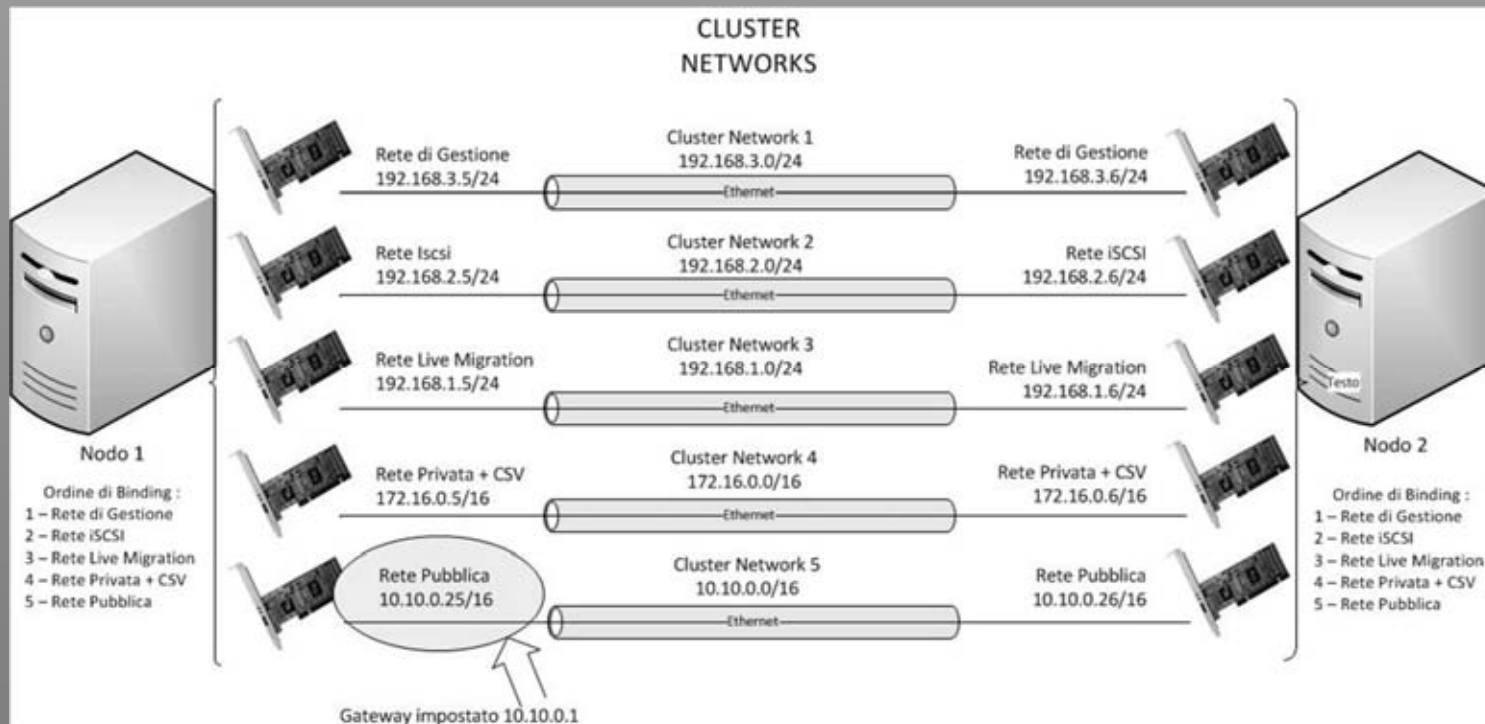 CLUSTER
NETWORKS
Rete di Gestione
192.168.3.5/24
Cluster Network 1
192.168.3.0/24
Ethernet
Rete di Gestione
192.168.3.6/24
Rete Iscsi
192.168.2.5/24
Cluster Network 2
192.168.2.0/24
Ethernet
Rete iSCSI
192.168.2.6/24
Rete Live Migration
192.168.1.5/24
Cluster Network 3
192.168.1.0/24
Ethernet
Rete Live Migration
192.168.1.6/24
Testo
Rete Privata + CSV
172.16.0.5/16
Cluster Network 4
172.16.0.0/16
Ethernet
Rete Privata + CSV
172.16.0.6/16
Rete Pubblica
10.10.0.25/16
Cluster Network 5
10.10.0.0/16
Ethernet
Rete Pubblica
10.10.0.26/16
Gateway impostato 10.10.0.1
Nodo 1
Ordine di Binding :
1 – Rete di Gestione
2 – Rete iSCSI
3 – Rete Live Migration
4 – Rete Privata + CSV
5 – Rete Pubblica
Nodo 2
Ordine di Binding :
1 – Rete di Gestione
2 – Rete iSCSI
3 – Rete Live Migration
4 – Rete Privata + CSV
5 – Rete Pubblica